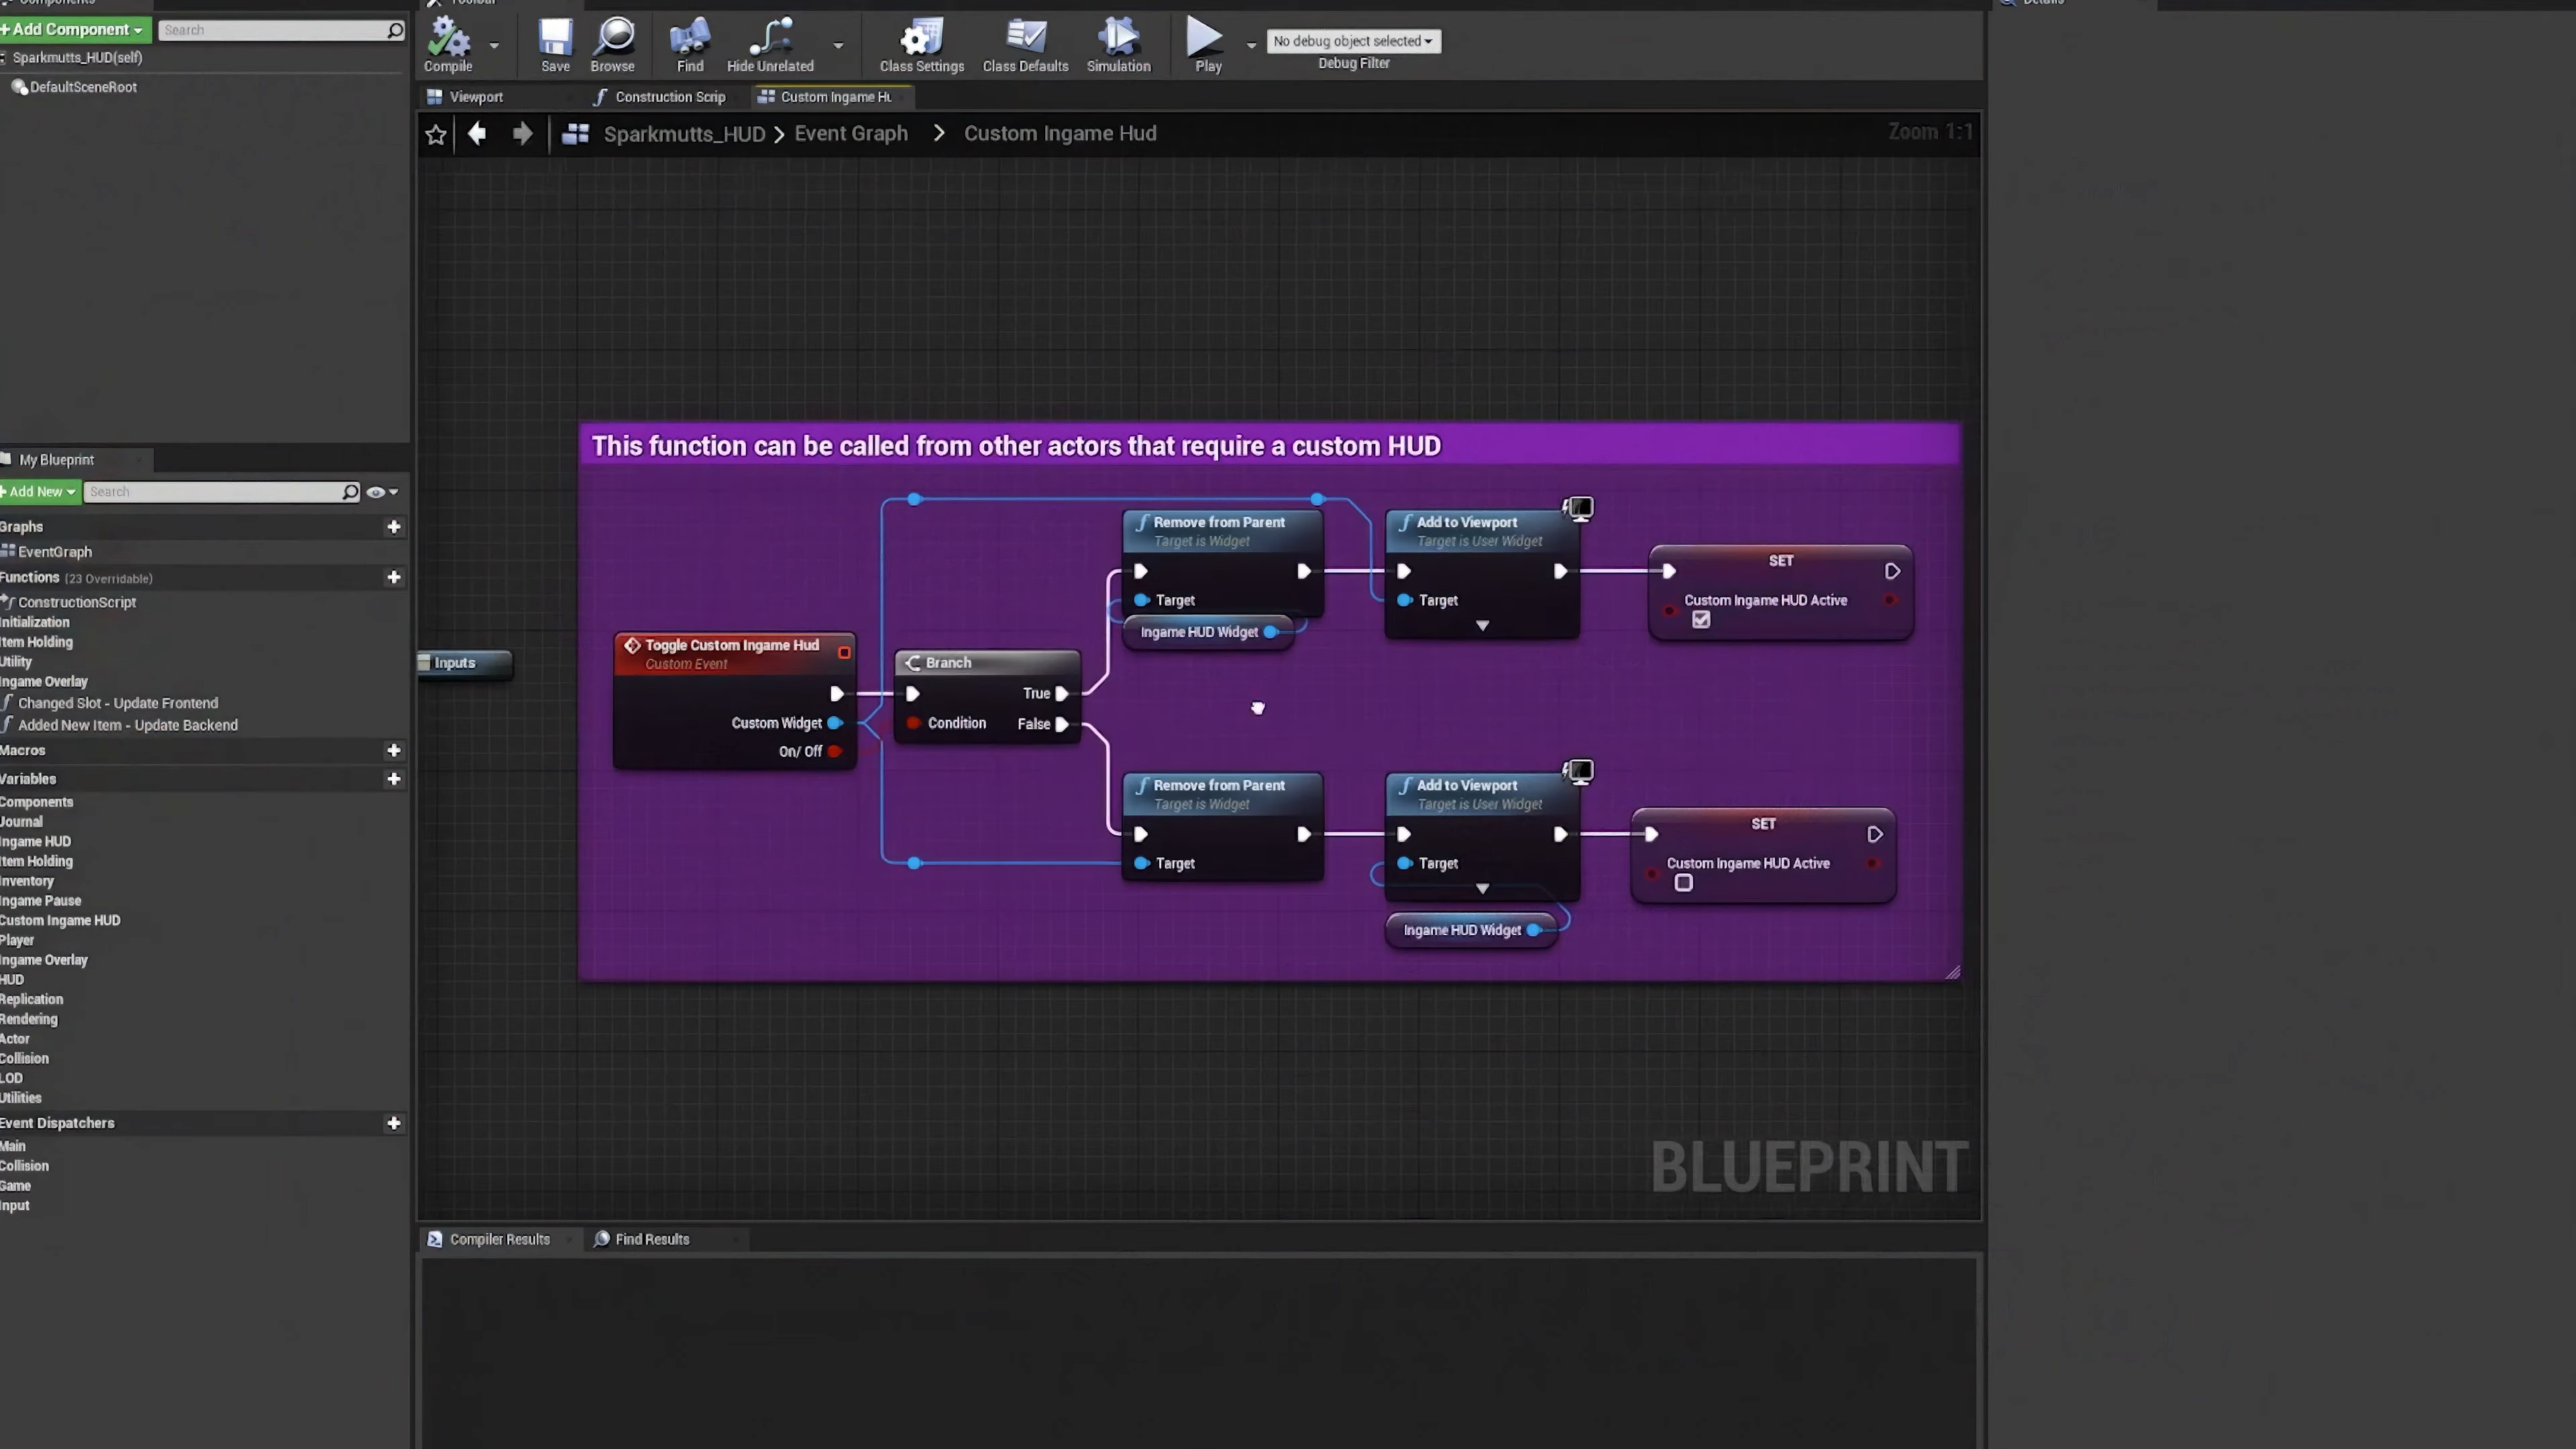 Components
Toolbar
Details
Add Component
Search
Sparkmutts_HUD(self)
DefaultSceneRoot
Compile
Save
Browse
Find
Hide Unrelated
Class Settings
Class Defaults
Simulation
Play
No debug object selected
Debug Filter
Viewport
Construction Scrip
Custom Ingame Hu
Sparkmutts_HUD > Event Graph > Custom Ingame Hud
Zoom 1:1
My Blueprint
Add New
Search
Graphs
EventGraph
Functions (23 Overridable)
ConstructionScript
Initialization
Item Holding
Utility
Ingame Overlay
Changed Slot - Update Frontend
Added New Item - Update Backend
Macros
Variables
Components
Journal
Ingame HUD
Item Holding
Inventory
Ingame Pause
Custom Ingame HUD
Player
Ingame Overlay
HUD
Replication
Rendering
Actor
Collision
LOD
Utilities
Event Dispatchers
Main
Collision
Game
Input
This function can be called from other actors that require a custom HUD
Inputs
Toggle Custom Ingame Hud
Custom Event
Custom Widget
On/ Off
Branch
True
Condition
False
Remove from Parent
Target is Widget
Target
Ingame HUD Widget
Add to Viewport
Target is User Widget
Target
SET
Custom Ingame HUD Active
Remove from Parent
Target is Widget
Target
Add to Viewport
Target is User Widget
Target
Ingame HUD Widget
SET
Custom Ingame HUD Active
BLUEPRINT
Compiler Results
Find Results